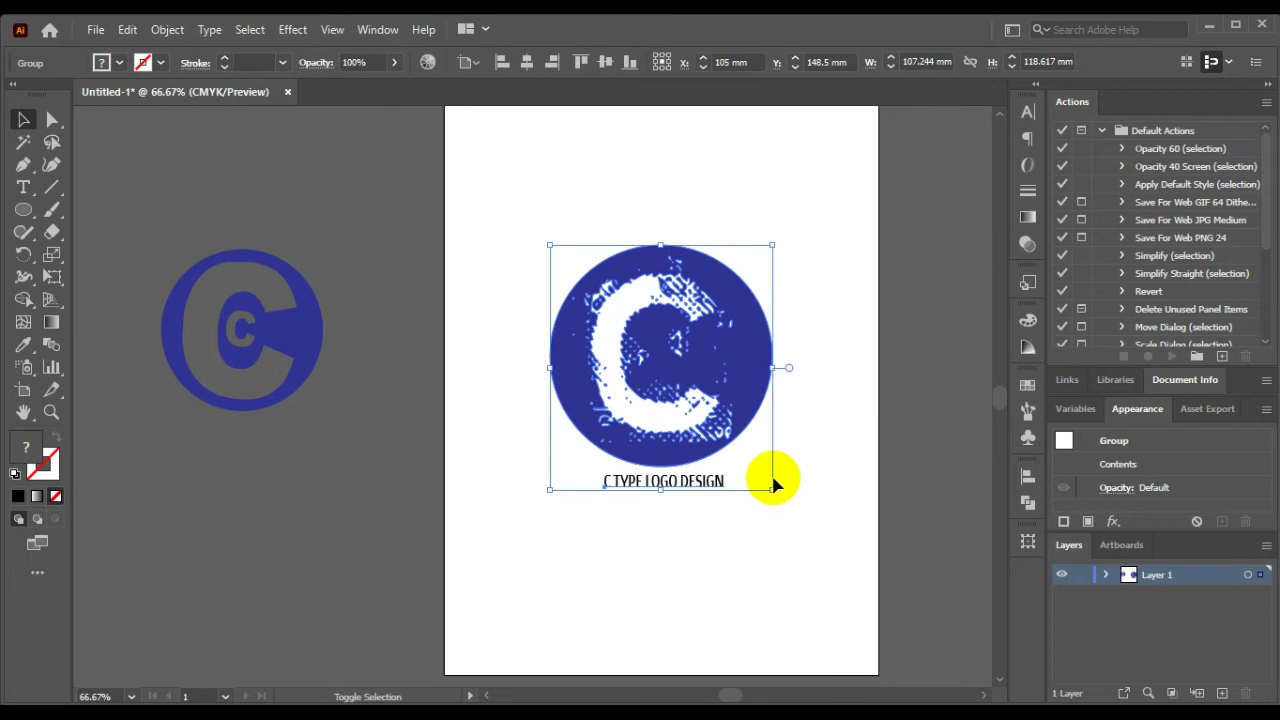 Ai File Edit Object Type Select Effect View Window Help Search Adobe Help
Group ? Stroke: Opacity: 100% X: 105 mm Y: 148.5 mm W: 107.244 mm H: 118.617 mm
Untitled-1* @ 66.67% (CMYK/Preview) ×
Actions
Default Actions
Opacity 60 (selection)
Opacity 40 Screen (selection)
Apply Default Style (selection)
Save For Web GIF 64 Dithe...
Save For Web JPG Medium
Save For Web PNG 24
Simplify (selection)
Simplify Straight (selection)
Revert
Delete Unused Panel Items
Move Dialog (selection)
Scale Dialog (selection)
Links Libraries Document Info
Variables Appearance Asset Export
Group
Contents
Opacity: Default
fx
Layers Artboards
Layer 1
1 Layer
C
C
C
C TYPE LOGO DESIGN
?
66.67% 1 Toggle Selection